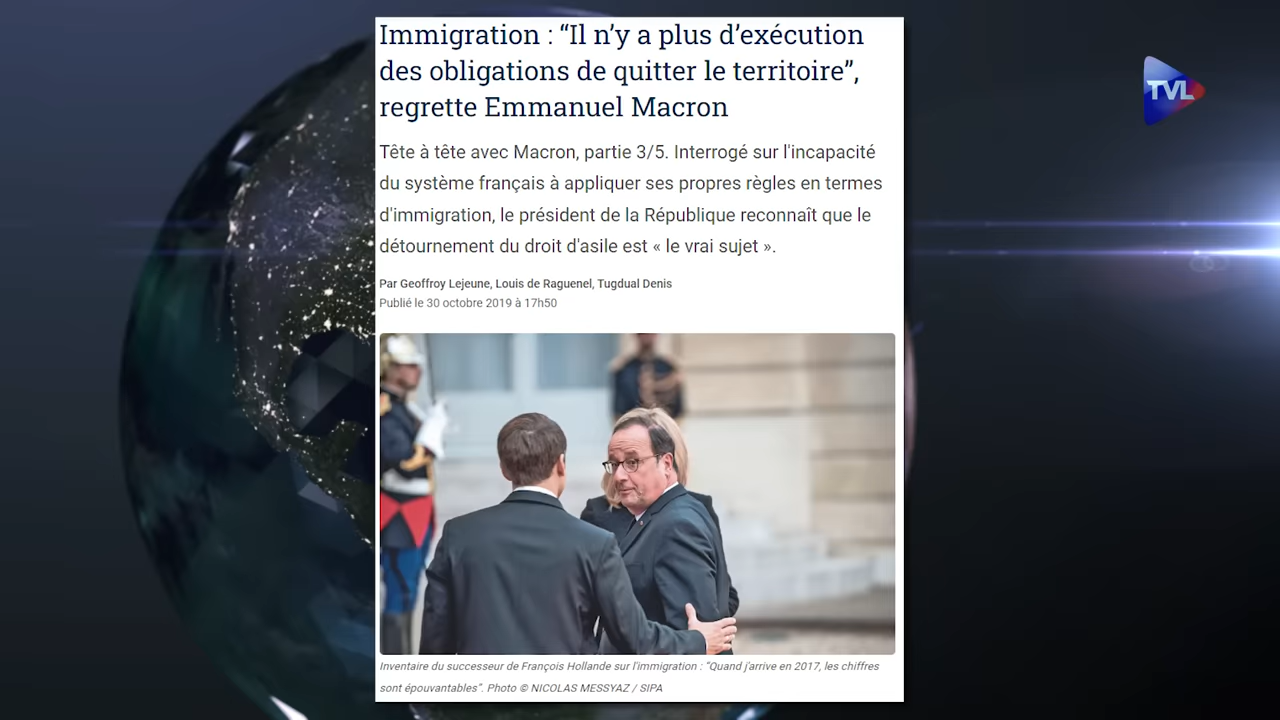 Immigration : “Il n’y a plus d’exécution
des obligations de quitter le territoire”,
regrette Emmanuel Macron
TVL
Tête à tête avec Macron, partie 3/5. Interrogé sur l'incapacité
du système français à appliquer ses propres règles en termes
d'immigration, le président de la République reconnaît que le
détournement du droit d'asile est « le vrai sujet ».
Par Geoffroy Lejeune, Louis de Raguenel, Tugdual Denis
Publié le 30 octobre 2019 à 17h50
Inventaire du successeur de François Hollande sur l'immigration : “Quand j'arrive en 2017, les chiffres
sont épouvantables”. Photo © NICOLAS MESSYAZ / SIPA